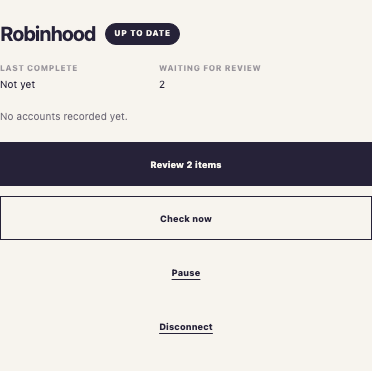 Robinhood UP TO DATE
LAST COMPLETE WAITING FOR REVIEW
Not yet 2
No accounts recorded yet.
Review 2 items
Check now
Pause
Disconnect